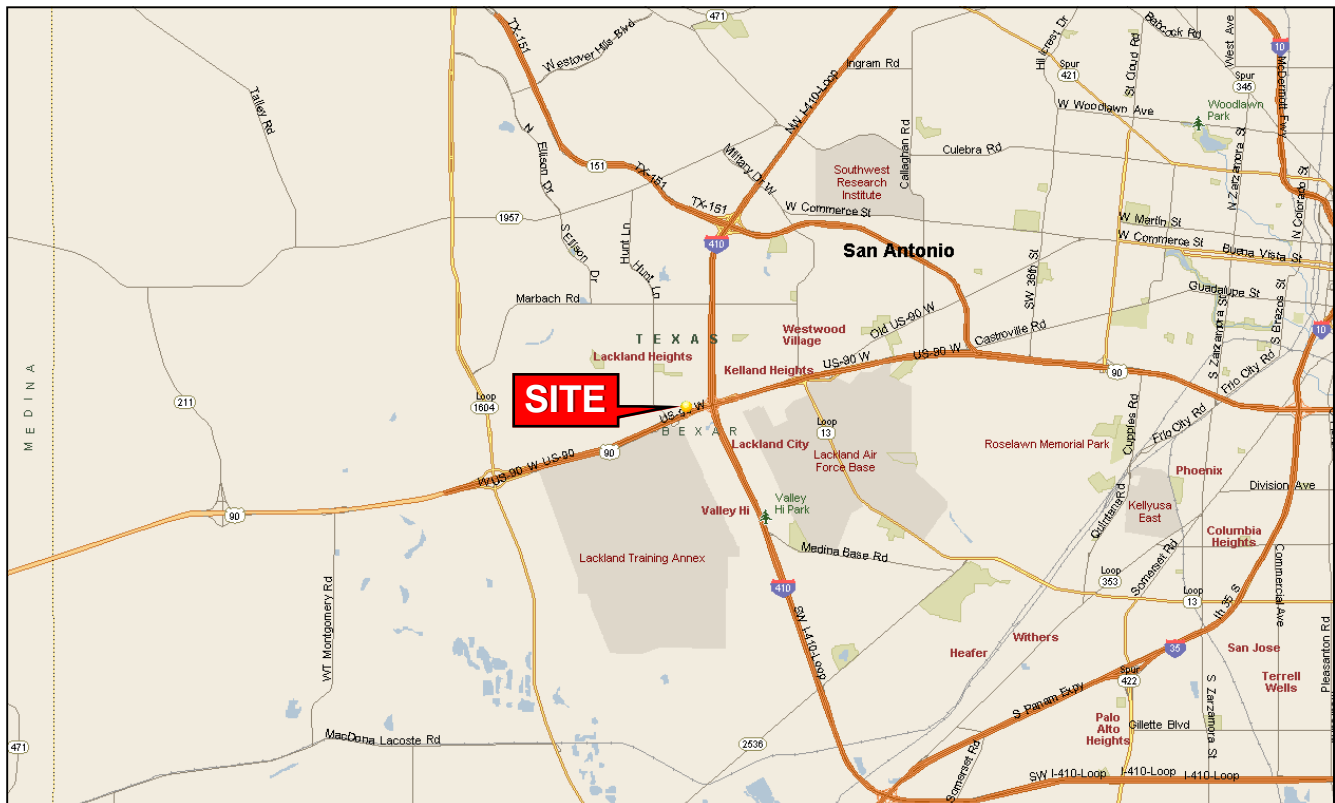 471
TX-151
Westover Hills-Blvd
Ingram Rd
Hillcrest Dr
Spur
421
St Cloud Rd
Babcock Rd
West Ave
10
McDermott Fwy
Spur
345
Talley Rd
NW I-410-Loop
W Woodlawn Ave
Woodlawn
Park
N Ellison Dr
Military Dr W
Callaghan Rd
Culebra Rd
N Zarzamora St
151
TX-151
Southwest
Research
Institute
N Zarzamora St
N Colorado St
1957
TX-151
W Commerce St
W Martin St
W Commerce St
Buena Vista St
S Ellison Dr
Hunt Ln
Hunt Ln
410
San Antonio
SW 36th St
Guadalupe St
Marbach Rd
Old US-90 W
Castroville Rd
S Zarzamora St
S Brazos St
10
TEXAS
Westwood
Village
Lackland Heights
Kelland Heights
US-90 W
US-90 W
90
Frio City Rd
MEDINA
211
Loop
1604
SITE
US-90 W
BEXAR
Lackland City
Loop
13
Lackland Air
Force Base
Roselawn Memorial Park
Cupples Rd
Frio City Rd
W US-90 W US-90
90
Phoenix
Division Ave
90
Valley Hi
Valley
Hi Park
Quintana Rd
Kellyusa
East
Columbia
Heights
Lackland Training Annex
Medina Base Rd
Somerset Rd
Commercial Ave
WT Montgomery Rd
410
Loop
353
Loop
13
Ih 35 S
SW I-410-Loop
Withers
Heafer
35
San Jose
Pleasanton Rd
Spur
422
S Zarzamora St
Terrell
Wells
S Panam Expy
Palo
Alto
Heights
Gillette Blvd
471
MacDona Lacoste Rd
2536
Somerset Rd
SW I-410-Loop
I-410-Loop
I-410-Loop